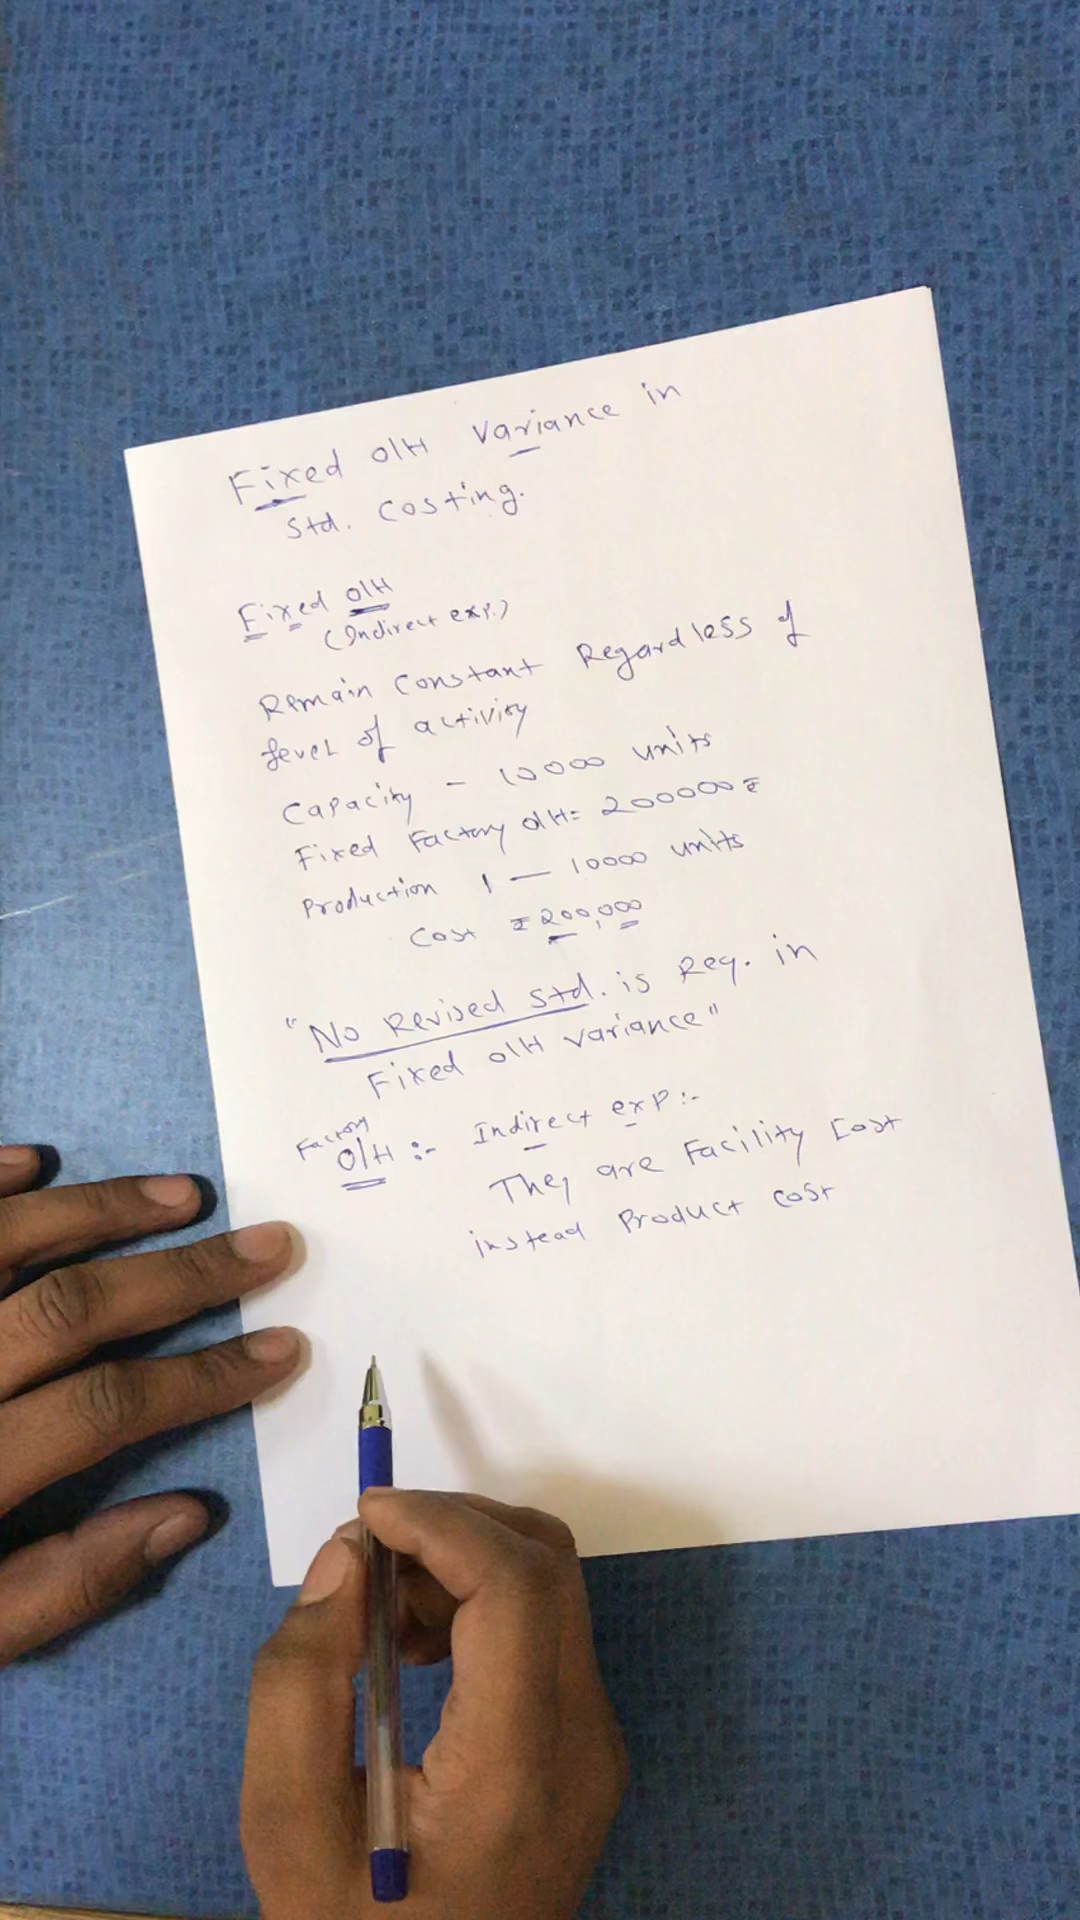 Fixed O/H Variance in
Std. Costing.
Fixed O/H
(Indirect exp.)
Remain Constant Regardless of
level of activity
Capacity - 10000 units
Fixed Factory O/H = 200000 ₹
Production 1 — 10000 units
Cost ₹ 200,000
"No Revised Std. is Req. in
Fixed O/H Variance"
Factory
O/H :- Indirect exp :-
They are Facility Cost
instead Product Cost